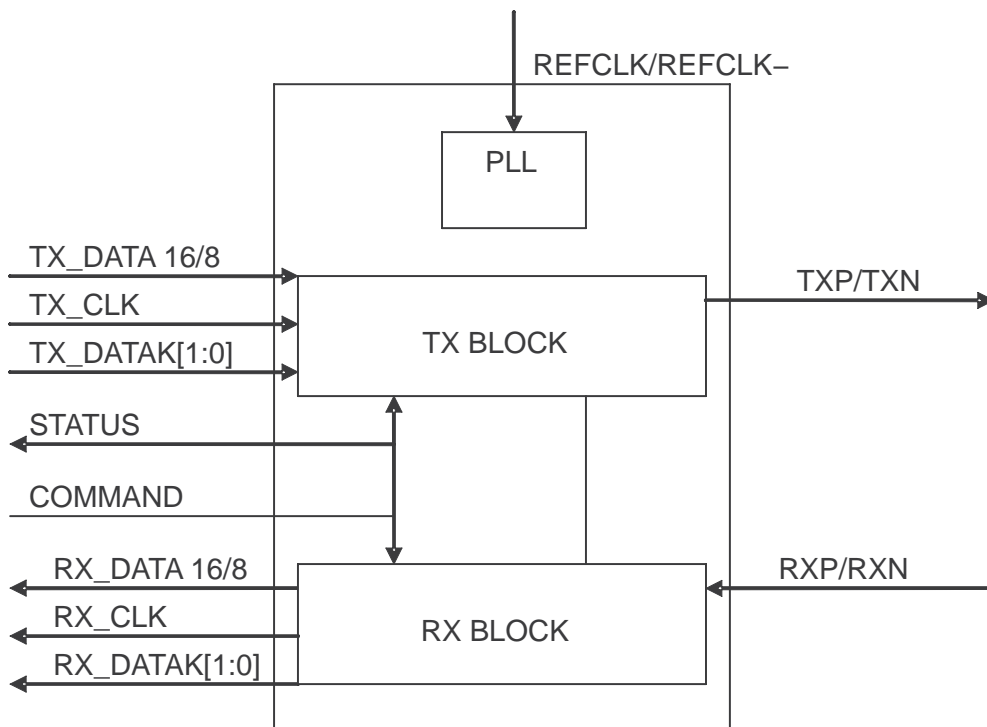 REFCLK/REFCLK–
PLL
TX_DATA 16/8
TX_CLK
TX_DATAK[1:0]
TXP/TXN
TX BLOCK
STATUS
COMMAND
RX_DATA 16/8
RX_CLK
RX_DATAK[1:0]
RXP/RXN
RX BLOCK